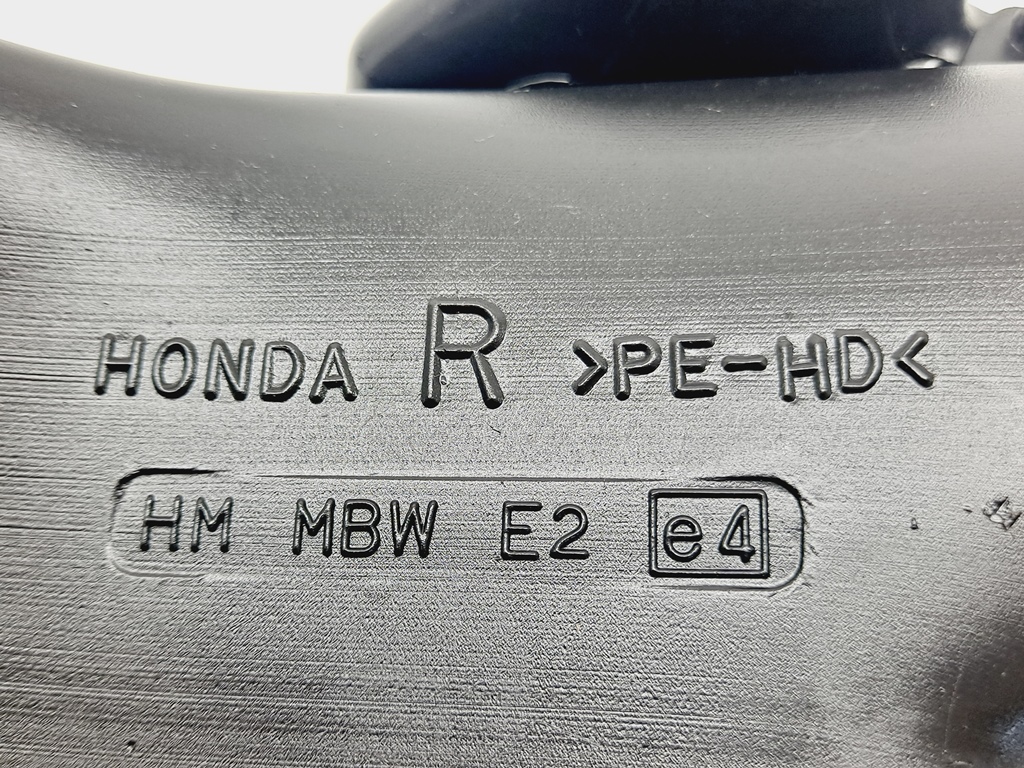 HONDA R >PE-HD<
HM MBW E2 e4